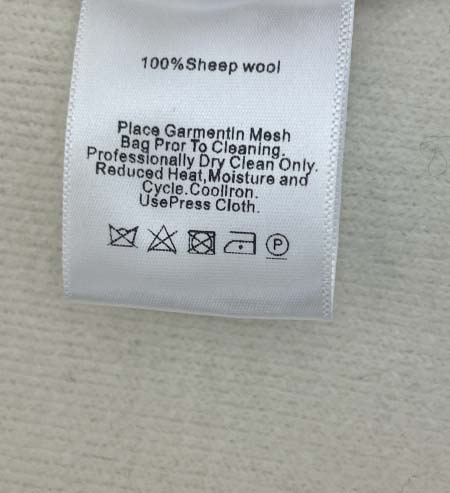 100%Sheep wool
Place GarmentIn Mesh
Bag Pror To Cleaning.
Professionally Dry Clean Only.
Reduced Heat,Moisture and
Cycle.CoolIron.
UsePress Cloth.
P